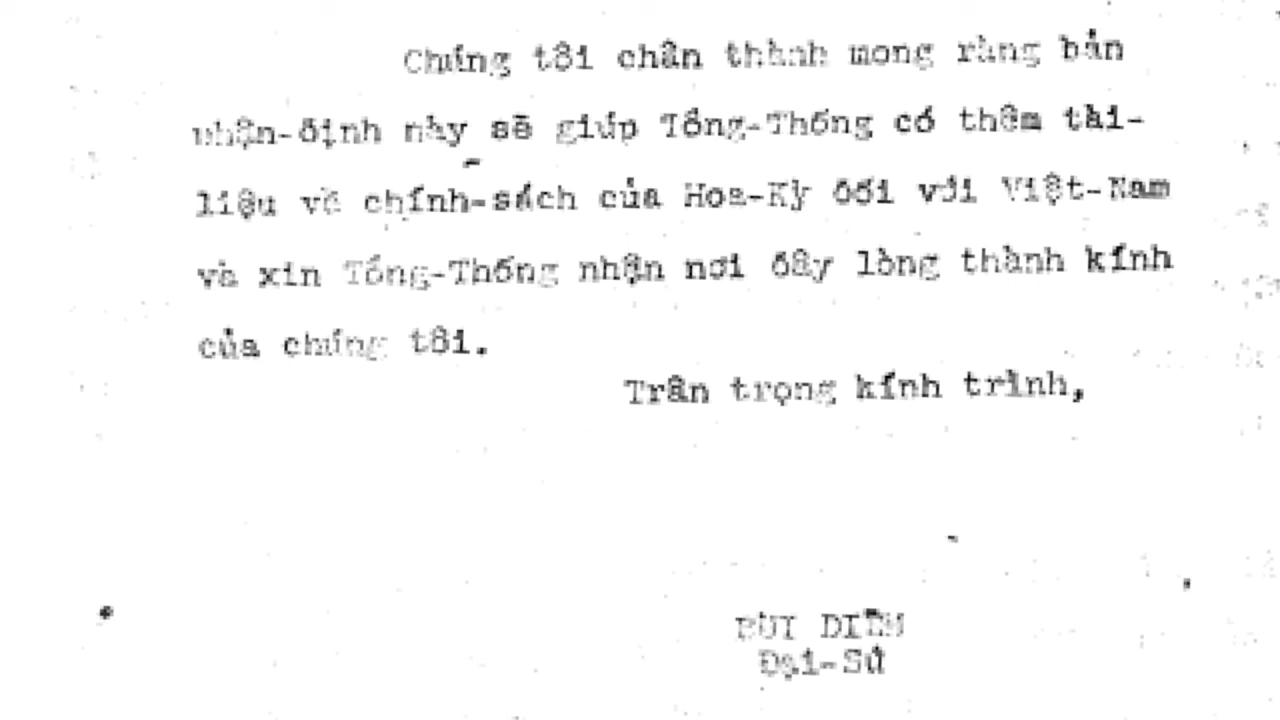 Chúng tôi chân thành mong rằng bản
nhận-định này sẽ giúp Tổng-Thống có thêm tài-
liệu về chính-sách của Hoa-Kỳ đối với Việt-Nam
và xin Tổng-Thống nhận nơi đây lòng thành kính
của chúng tôi.
Trân trọng kính trình,
BÙI DIỄM
Đại-Sứ